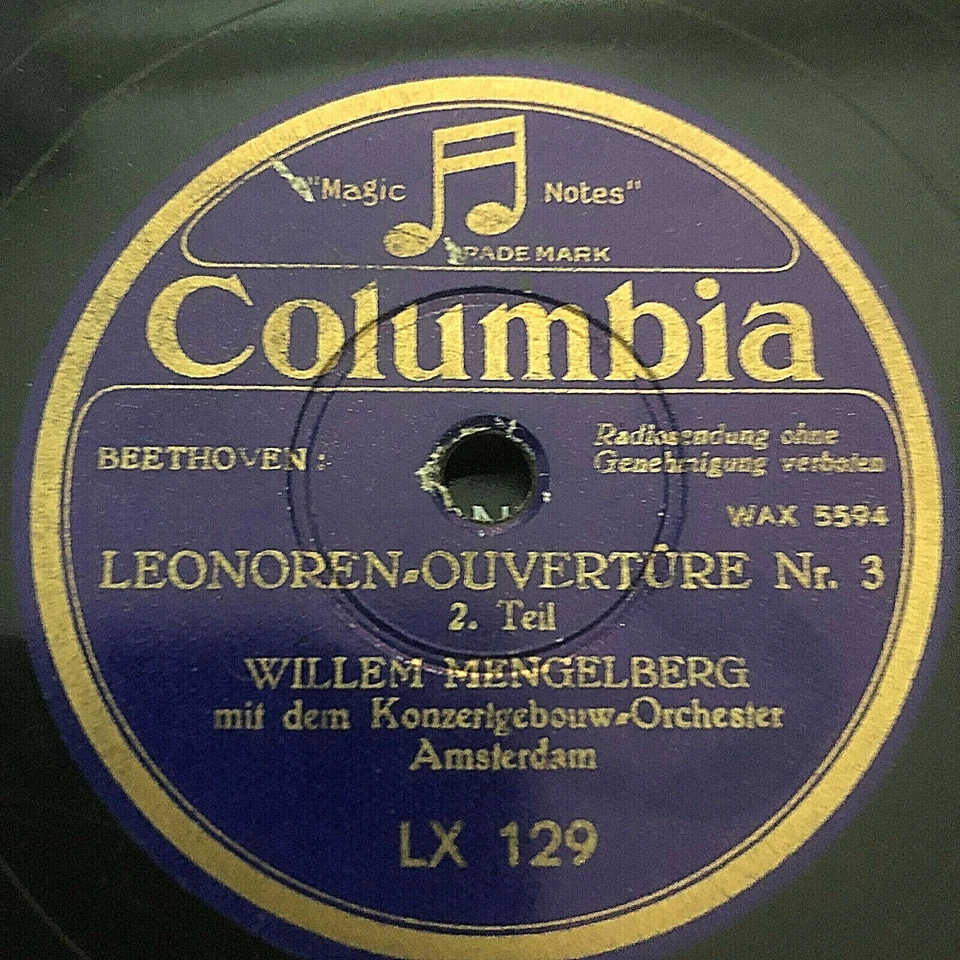 "Magic Notes"
TRADE MARK
Columbia
BEETHOVEN:
Radiosendung ohne
Genehmigung verboten
WAX 5594
LEONOREN-OUVERTÜRE Nr. 3
2. Teil
WILLEM MENGELBERG
mit dem Konzertgebouw-Orchester
Amsterdam
LX 129